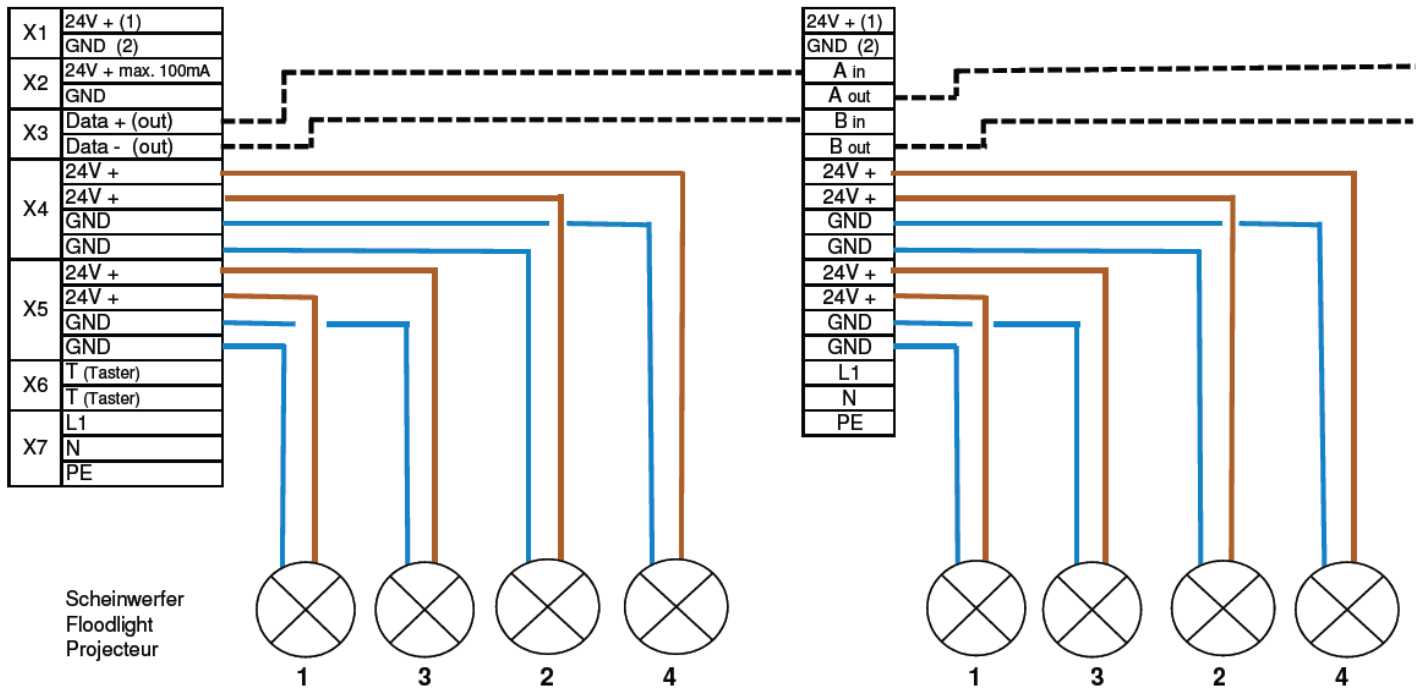 X1
24V + (1)
GND (2)
X2
24V + max. 100mA
GND
X3
Data + (out)
Data - (out)
X4
24V +
24V +
GND
GND
X5
24V +
24V +
GND
GND
X6
T (Taster)
T (Taster)
X7
L1
N
PE
24V + (1)
GND (2)
A in
A out
B in
B out
24V +
24V +
GND
GND
24V +
24V +
GND
GND
L1
N
PE
Scheinwerfer
Floodlight
Projecteur
1 3 2 4
1 3 2 4